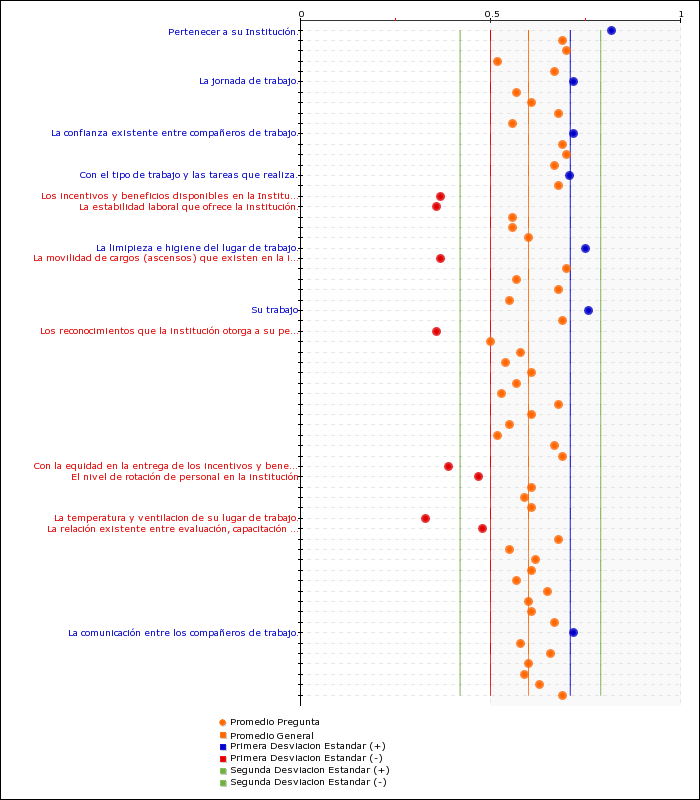 0 0.5 1
Pertenecer a su Institución.
La jornada de trabajo.
La confianza existente entre compañeros de trabajo.
Con el tipo de trabajo y las tareas que realiza.
Los incentivos y beneficios disponibles en la Institu...
La estabilidad laboral que ofrece la institución.
La limipieza e higiene del lugar de trabajo.
La movilidad de cargos (ascensos) que existen en la i...
Su trabajo
Los reconocimientos que la institución otorga a su pe...
Con la equidad en la entrega de los incentivos y bene...
El nivel de rotación de personal en la institución
La temperatura y ventilacion de su lugar de trabajo.
La relación existente entre evaluación, capacitación ...
La comunicación entre los compañeros de trabajo.
Promedio Pregunta
Promedio General
Primera Desviacion Estandar (+)
Primera Desviacion Estandar (-)
Segunda Desviacion Estandar (+)
Segunda Desviacion Estandar (-)